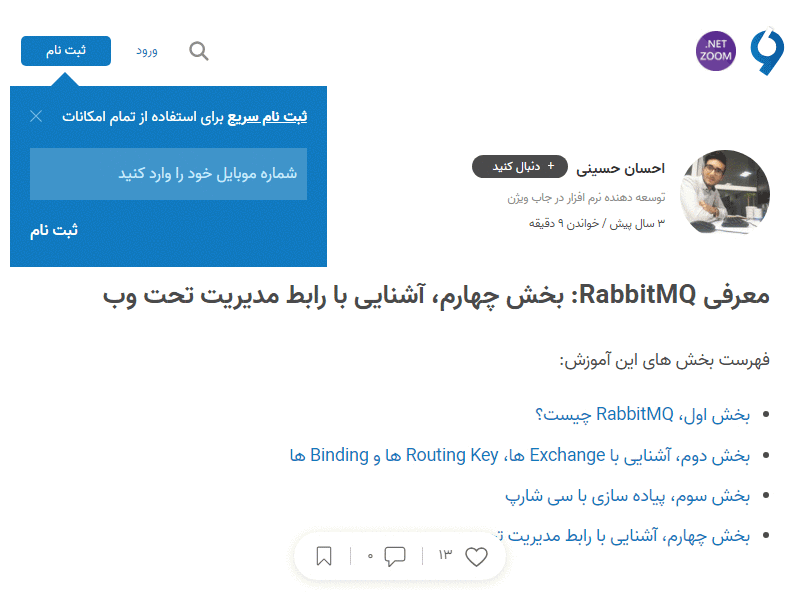 ثبت نام
ورود
.NET
ZOOM
ثبت نام سریع برای استفاده از تمام امکانات
شماره موبایل خود را وارد کنید
ثبت نام
احسان حسینی
+ دنبال کنید
توسعه دهنده نرم افزار در جاب ویژن
۳ سال پیش / خواندن ۹ دقیقه
معرفی RabbitMQ: بخش چهارم، آشنایی با رابط مدیریت تحت وب
فهرست بخش های این آموزش:
بخش اول، RabbitMQ چیست؟
بخش دوم، آشنایی با Exchange ها، Routing Key ها و Binding ها
بخش سوم، پیاده سازی با سی شارپ
بخش چهارم، آشنایی با رابط مدیریت
۱۳
۰